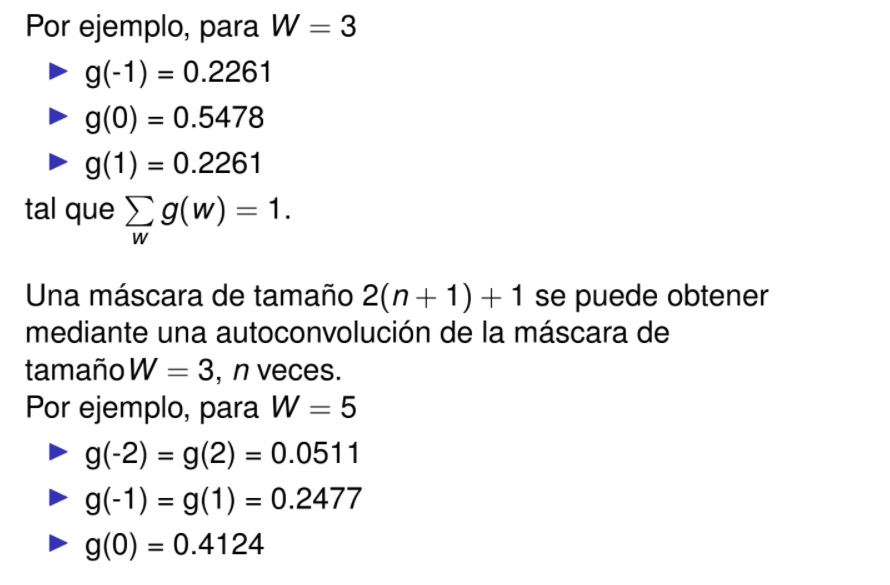 Por ejemplo, para W = 3
▶ g(-1) = 0.2261
▶ g(0) = 0.5478
▶ g(1) = 0.2261
tal que ∑ g(w) = 1.
w
Una máscara de tamaño 2(n + 1) + 1 se puede obtener
mediante una autoconvolución de la máscara de
tamañoW = 3, n veces.
Por ejemplo, para W = 5
▶ g(-2) = g(2) = 0.0511
▶ g(-1) = g(1) = 0.2477
▶ g(0) = 0.4124